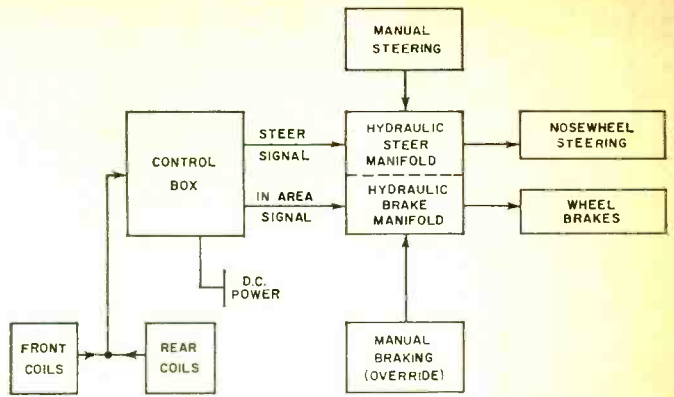 MANUAL
STEERING
CONTROL
BOX
STEER
SIGNAL
IN AREA
SIGNAL
HYDRAULIC
STEER
MANIFOLD
HYDRAULIC
BRAKE
MANIFOLD
NOSEWHEEL
STEERING
WHEEL
BRAKES
D.C.
POWER
FRONT
COILS
REAR
COILS
MANUAL
BRAKING
(OVERRIDE)